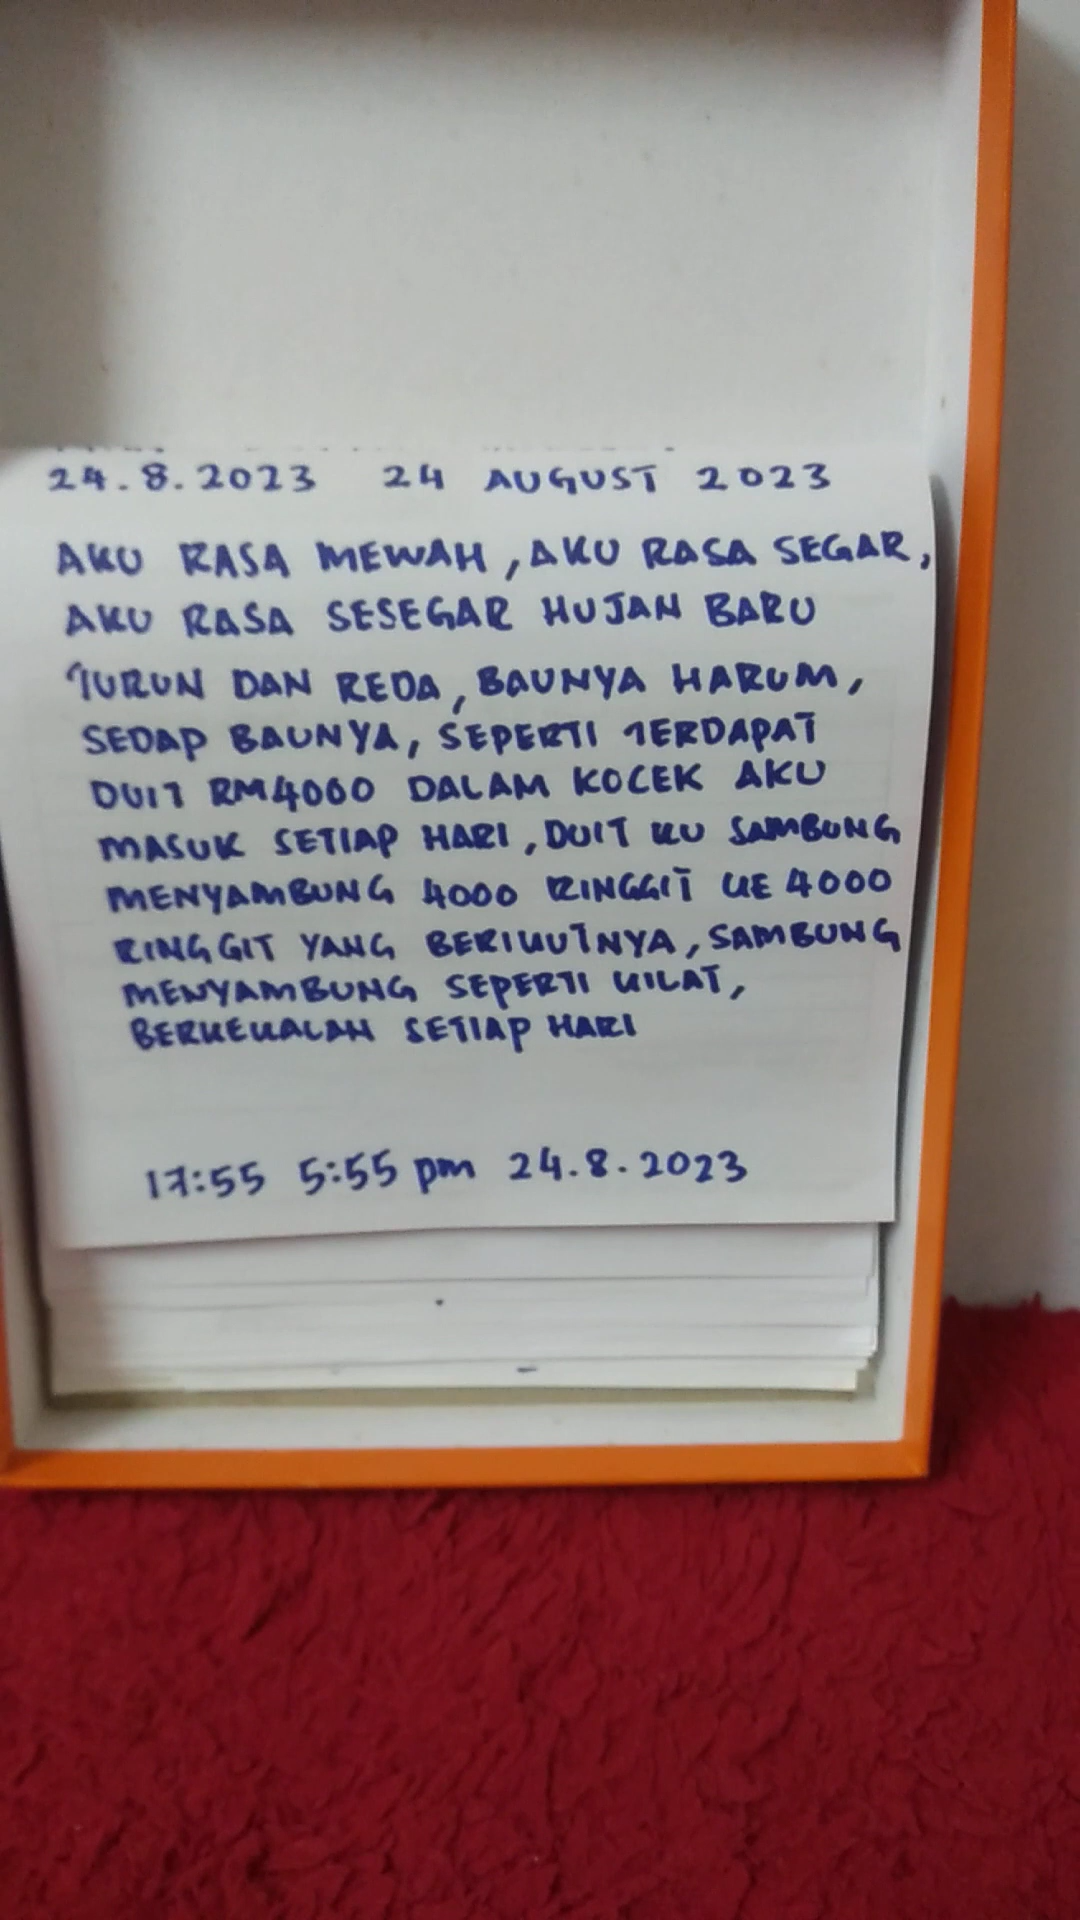 24.8.2023 24 AUGUST 2023
AKU RASA MEWAH, AKU RASA SEGAR,
AKU RASA SESEGAR HUJAN BARU
TURUN DAN REDA, BAUNYA HARUM,
SEDAP BAUNYA, SEPERTI TERDAPAT
DUIT RM4000 DALAM KOCEK AKU
MASUK SETIAP HARI, DUIT KU SAMBUNG
MENYAMBUNG 4000 RINGGIT KE 4000
RINGGIT YANG BERIKUTNYA, SAMBUNG
MENYAMBUNG SEPERTI KILAT,
BERKEKALAN SETIAP HARI
17:55 5:55 pm 24.8.2023